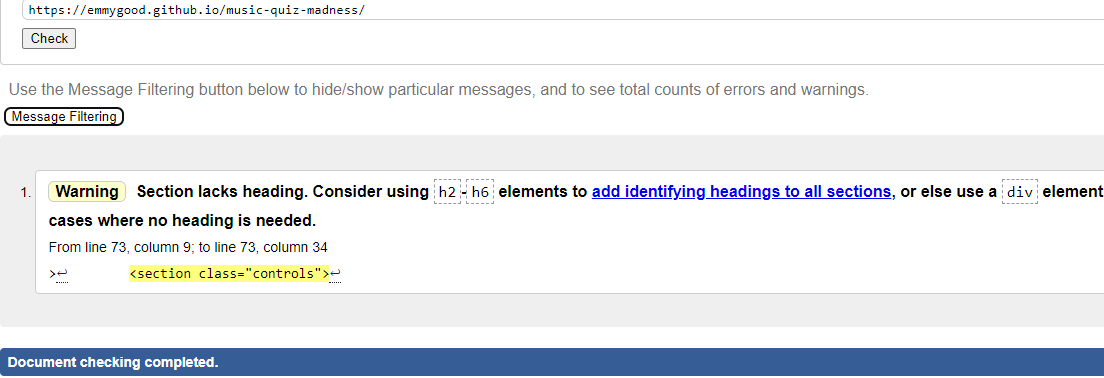 https://emmygood.github.io/music-quiz-madness/
Check
Use the Message Filtering button below to hide/show particular messages, and to see total counts of errors and warnings.
Message Filtering
1. Warning Section lacks heading. Consider using h2-h6 elements to add identifying headings to all sections, or else use a div element
cases where no heading is needed.
From line 73, column 9; to line 73, column 34
>↩ <section class="controls">↩
Document checking completed.